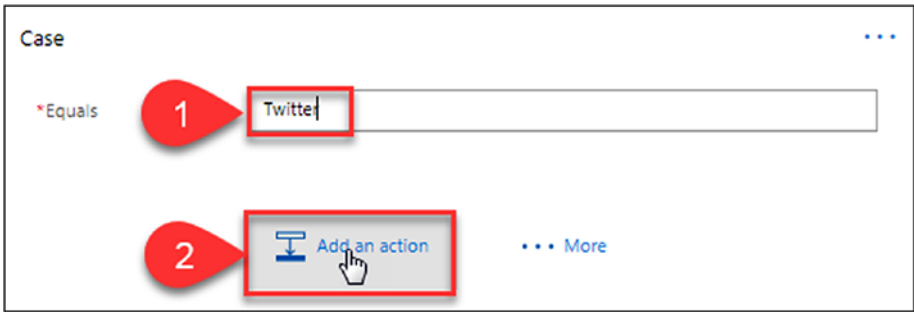 Case
...
*Equals
1
Twitter
2
Add an action
... More